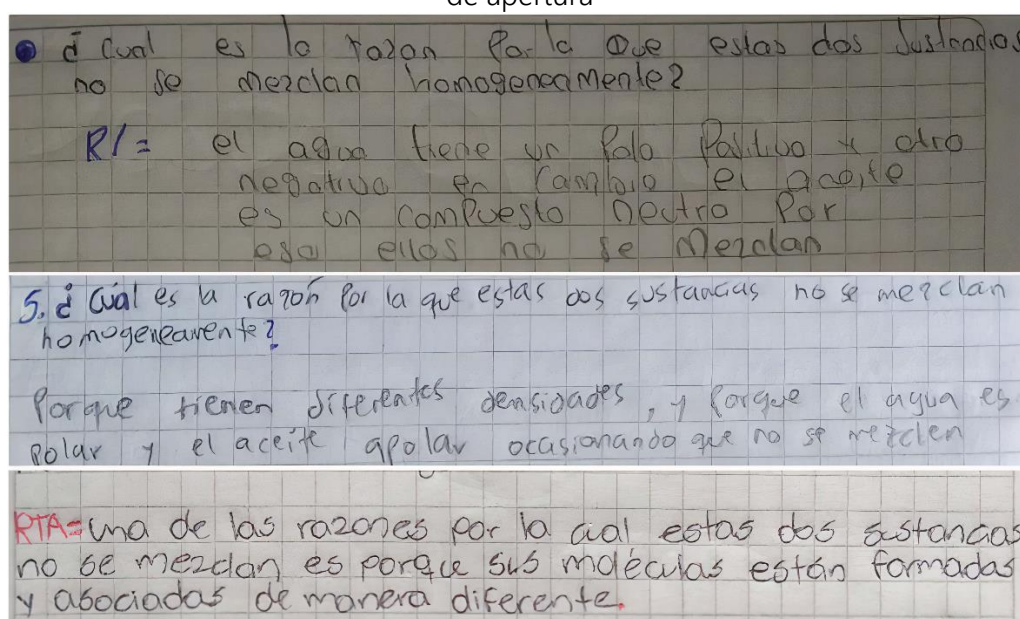 de apertura
¿ Cual es la razon Por la Que estas dos Sustancias
no se mezclan homogeneamente?
R/= el agua tiene un Polo Positivo y otro
negativo en cambio el aceite
es un compuesto neutro Por
eso ellos no se Mezclan
5. ¿ Cuál es la razón por la que estas dos sustancias no se mezclan
homogeneamente?
Porque tienen diferentes densidades, y porque el agua es
polar y el aceite apolar ocasionando que no se mezclen
RTA= una de las razones por la cual estas dos sustancias
no se mezclan es porque sus moléculas están formadas
y asociadas de manera diferente.